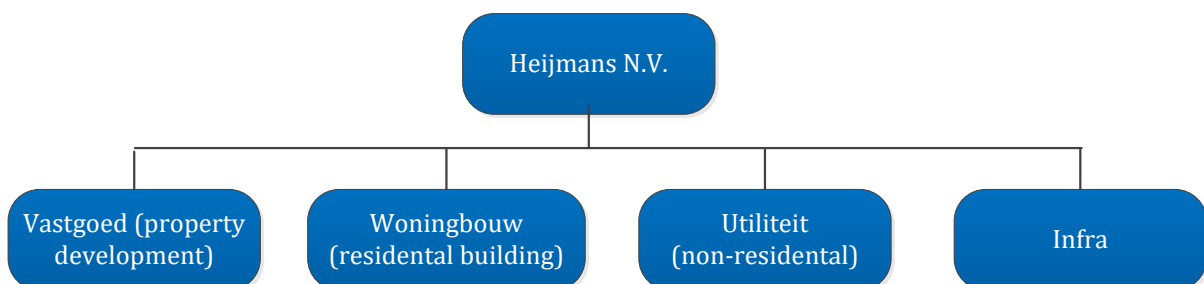 Heijmans N.V.
Vastgoed (property
development)
Woningbouw
(residental building)
Utiliteit
(non-residental)
Infra